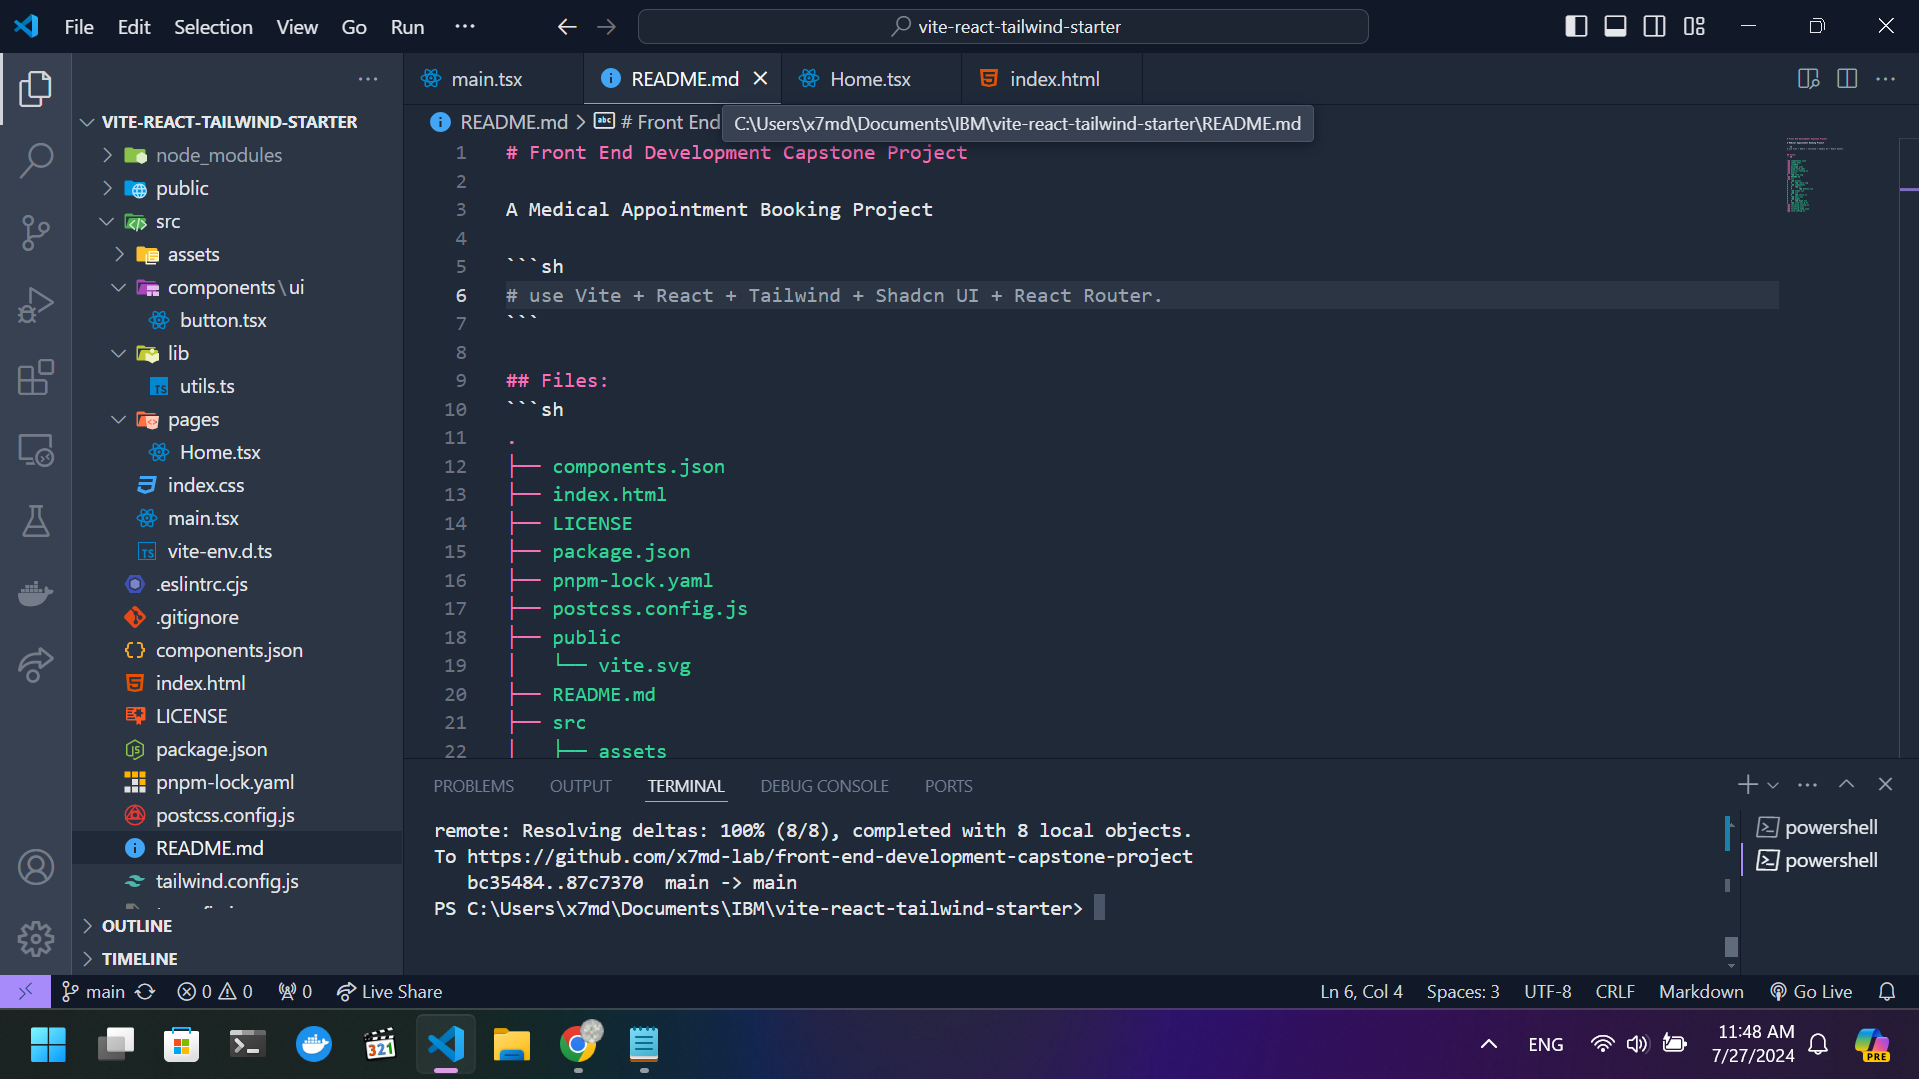 File Edit Selection View Go Run ···
vite-react-tailwind-starter
main.tsx
README.md
Home.tsx
index.html
VITE-REACT-TAILWIND-STARTER
node_modules
public
src
assets
components\ui
button.tsx
lib
utils.ts
pages
Home.tsx
index.css
main.tsx
vite-env.d.ts
.eslintrc.cjs
.gitignore
components.json
index.html
LICENSE
package.json
pnpm-lock.yaml
postcss.config.js
README.md
tailwind.config.js
OUTLINE
TIMELINE
README.md > # Front End
C:\Users\x7md\Documents\IBM\vite-react-tailwind-starter\README.md
1 # Front End Development Capstone Project
2
3 A Medical Appointment Booking Project
4
5 ```sh
6 # use Vite + React + Tailwind + Shadcn UI + React Router.
7 ```
8
9 ## Files:
10 ```sh
11 .
12 ├── components.json
13 ├── index.html
14 ├── LICENSE
15 ├── package.json
16 ├── pnpm-lock.yaml
17 ├── postcss.config.js
18 ├── public
19 │   └── vite.svg
20 ├── README.md
21 ├── src
22 │   ├── assets
PROBLEMS OUTPUT TERMINAL DEBUG CONSOLE PORTS
remote: Resolving deltas: 100% (8/8), completed with 8 local objects.
To https://github.com/x7md-lab/front-end-development-capstone-project
bc35484..87c7370  main -> main
PS C:\Users\x7md\Documents\IBM\vite-react-tailwind-starter>
powershell
powershell
main 0 0 0 Live Share
Ln 6, Col 4 Spaces: 3 UTF-8 CRLF Markdown Go Live
321
ENG
11:48 AM
7/27/2024
PRE